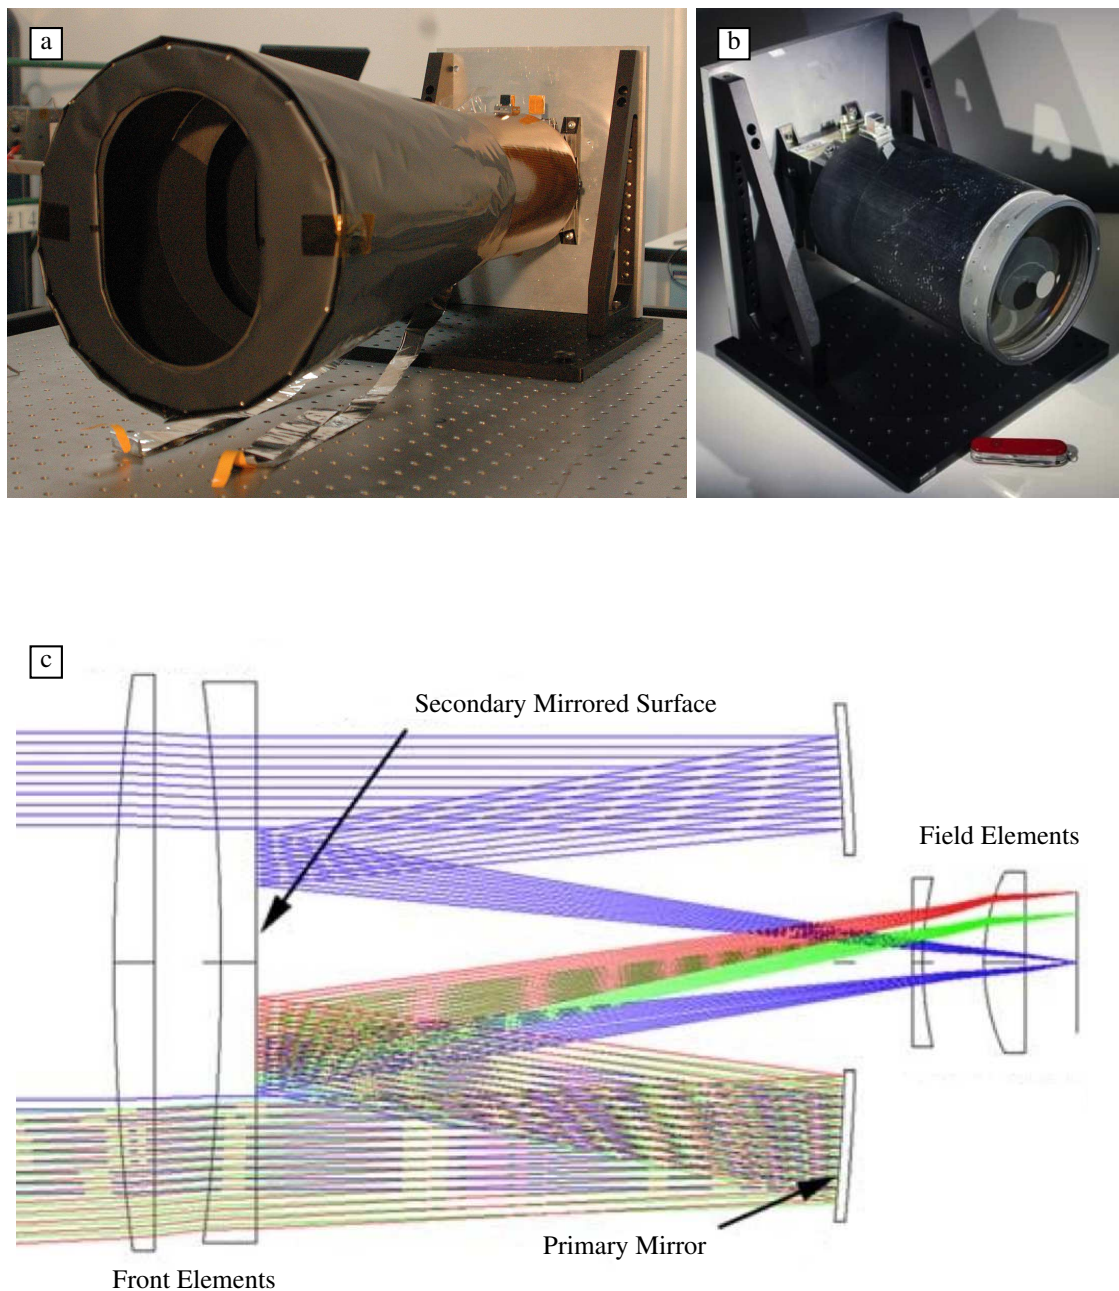 a
b
c
Secondary Mirrored Surface
Field Elements
Primary Mirror
Front Elements